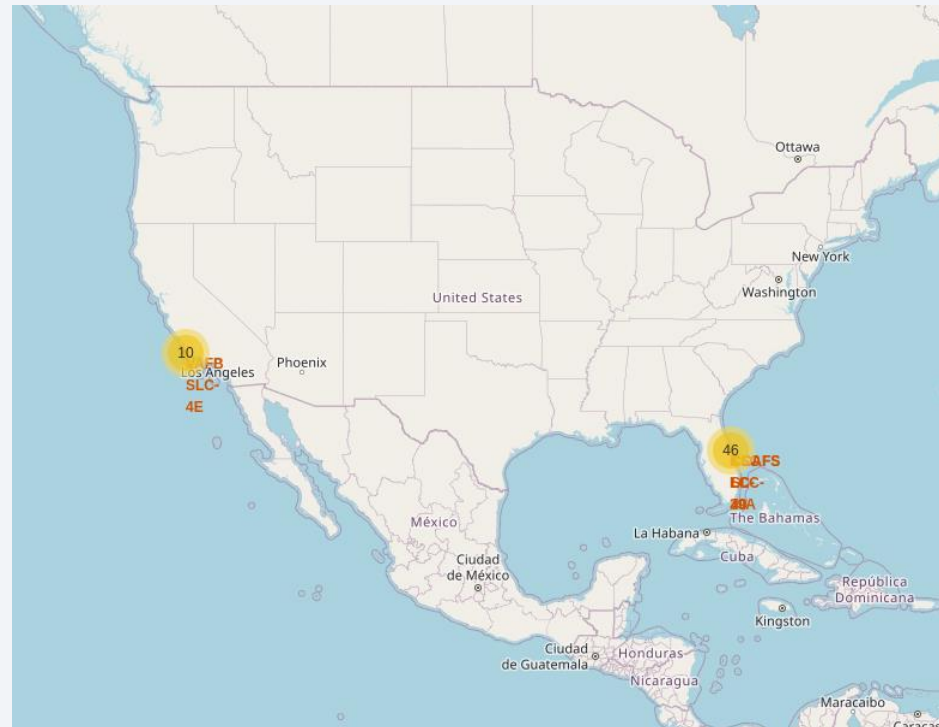 Ottawa
New York
Washington
United States
10
VAFB
Los Angeles
SLC-
4E
Phoenix
46
AFS
The Bahamas
La Habana
México
Cuba
Ciudad
de México
República
Dominicana
Kingston
Ciudad
de Guatemala
Honduras
Nicaragua
Maracaibo